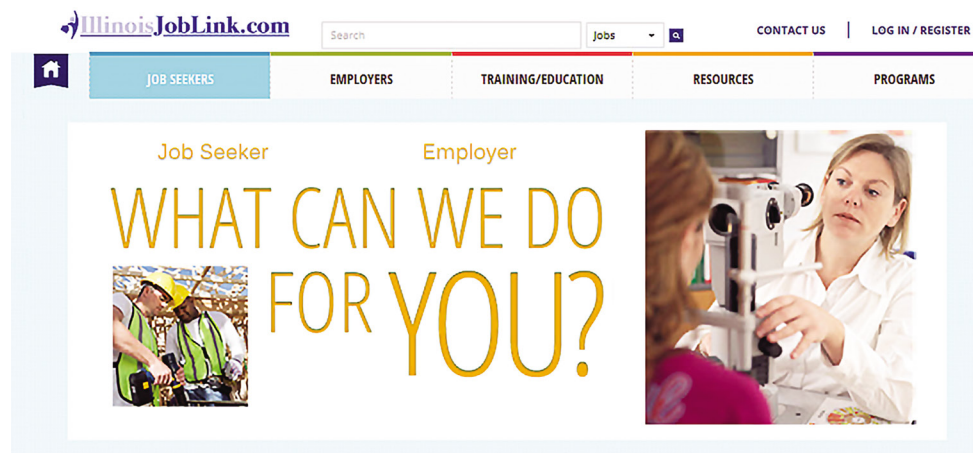 IllinoisJobLink.com
Search
Jobs
CONTACT US
LOG IN / REGISTER
JOB SEEKERS
EMPLOYERS
TRAINING/EDUCATION
RESOURCES
PROGRAMS
Job Seeker
Employer
WHAT CAN WE DO
FOR YOU?